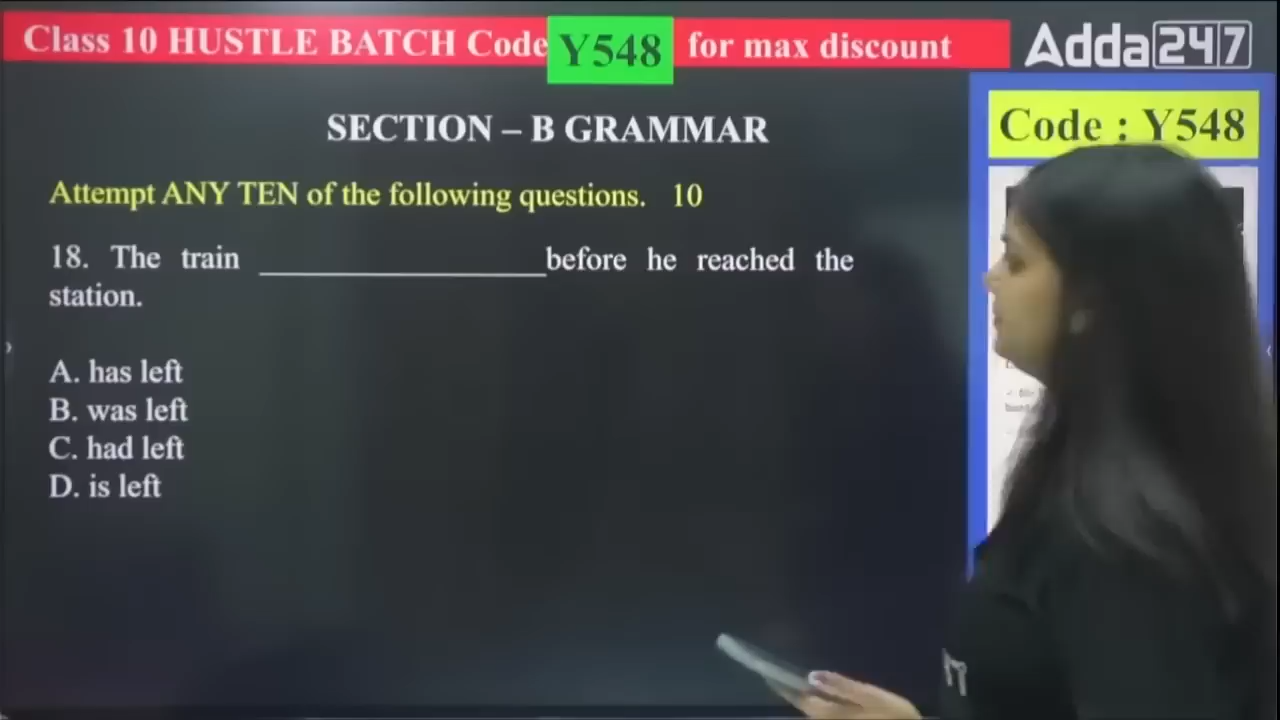 Class 10 HUSTLE BATCH Code Y548 for max discount
Adda247
Code : Y548
SECTION – B GRAMMAR
Attempt ANY TEN of the following questions. 10
18. The train ______________ before he reached the
station.
A. has left
B. was left
C. had left
D. is left